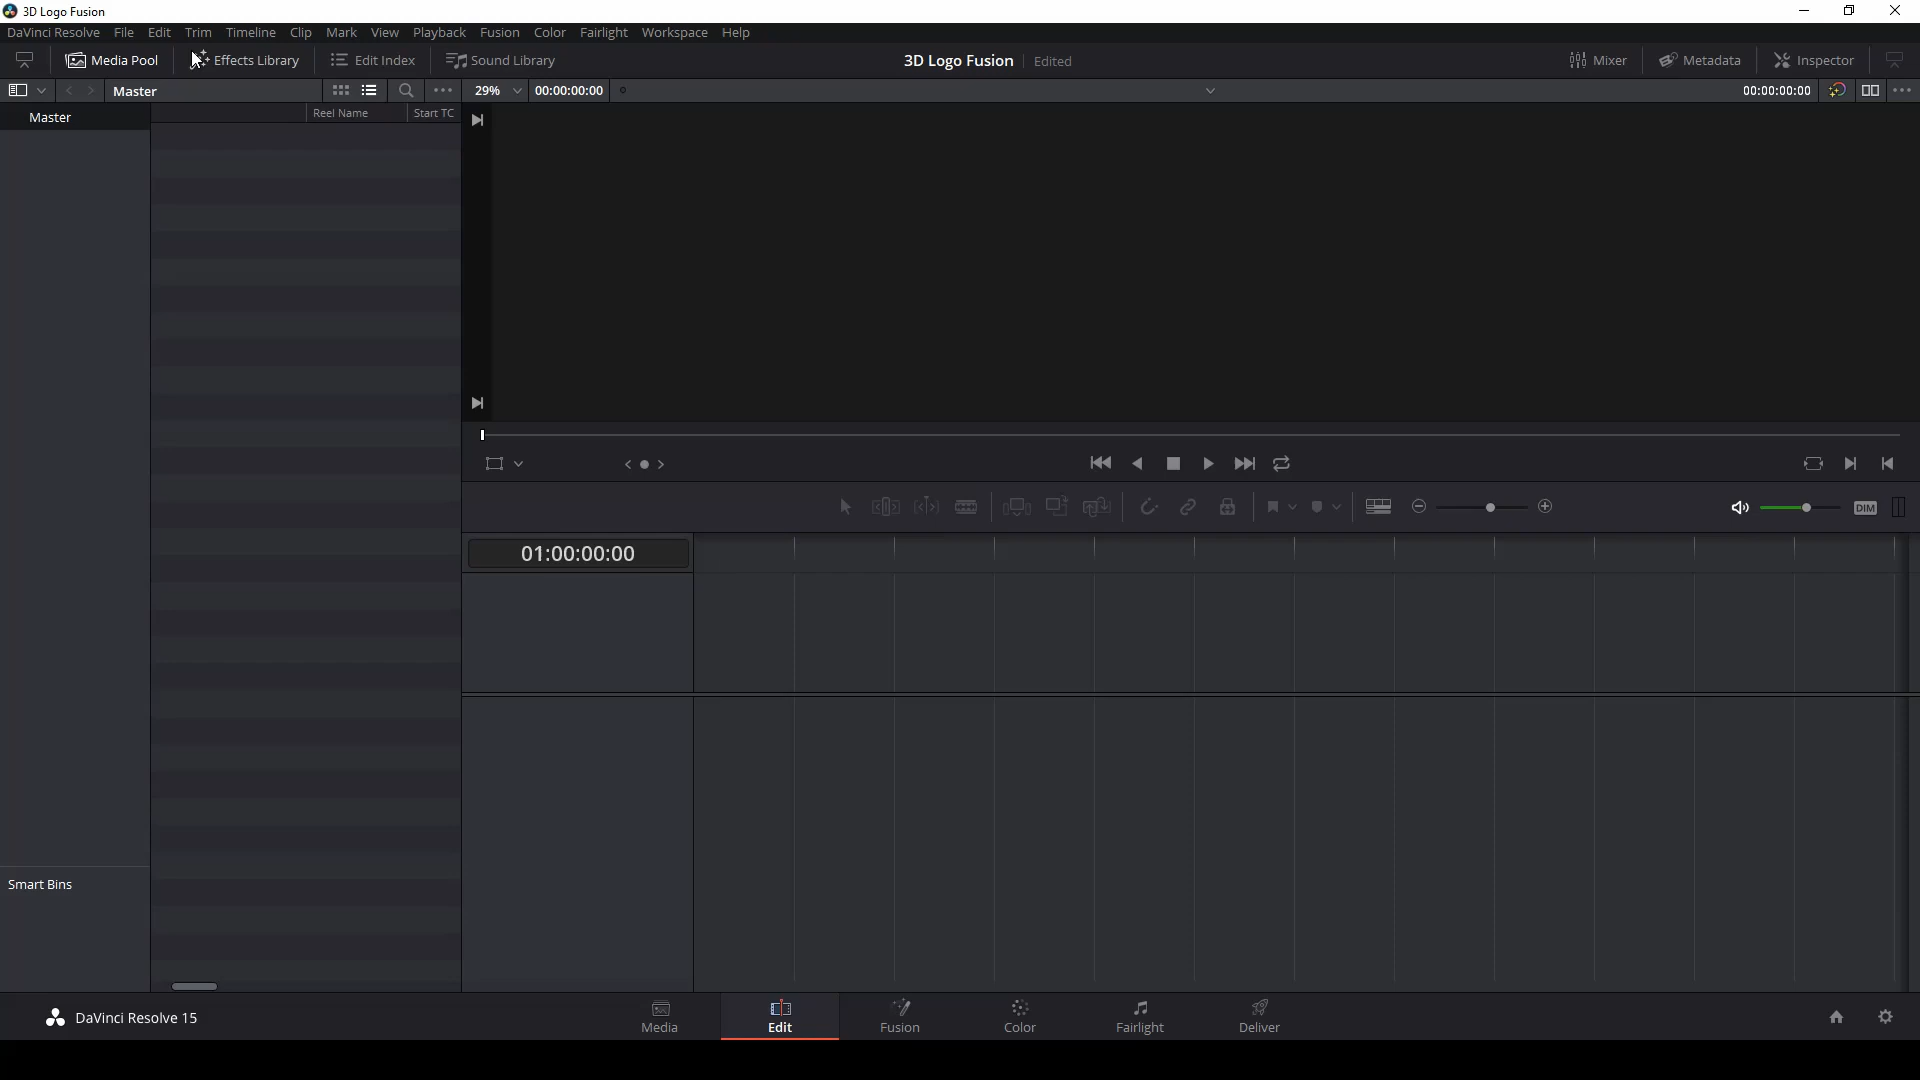 3D Logo Fusion
DaVinci Resolve File Edit Trim Timeline Clip Mark View Playback Fusion Color Fairlight Workspace Help
Media Pool Effects Library Edit Index Sound Library 3D Logo Fusion Edited Mixer Metadata Inspector
Master 29% 00:00:00:00 00:00:00:00
Master Reel Name Start TC
DIM
01:00:00:00
Smart Bins
DaVinci Resolve 15 Media Edit Fusion Color Fairlight Deliver